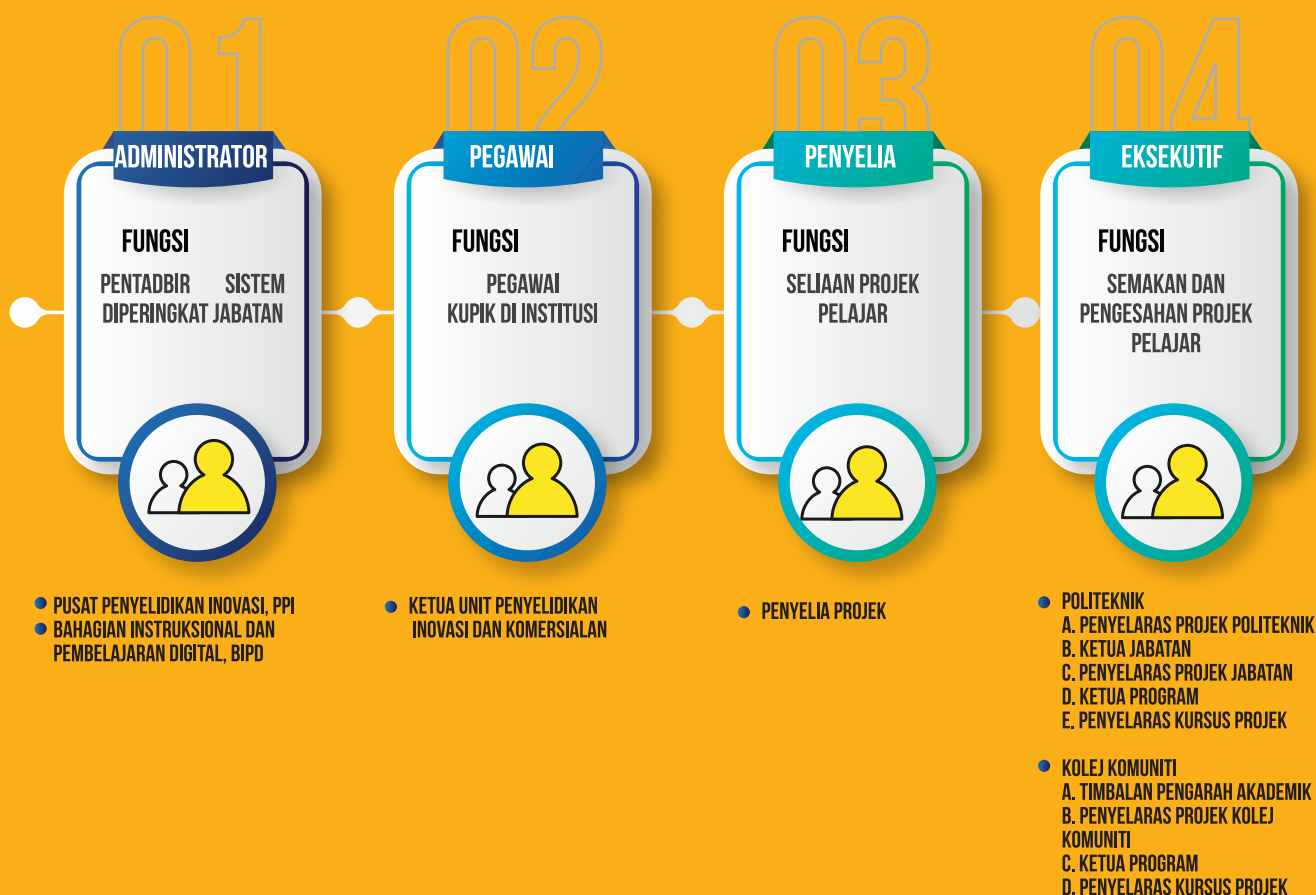 01
ADMINISTRATOR
FUNGSI
PENTADBIR SISTEM
DIPERINGKAT JABATAN
PUSAT PENYELIDIKAN INOVASI, PPI
BAHAGIAN INSTRUKSIONAL DAN
PEMBELAJARAN DIGITAL, BIPD
02
PEGAWAI
FUNGSI
PEGAWAI
KUPIK DI INSTITUSI
KETUA UNIT PENYELIDIKAN
INOVASI DAN KOMERSIALAN
03
PENYELIA
FUNGSI
SELIAAN PROJEK
PELAJAR
PENYELIA PROJEK
04
EKSEKUTIF
FUNGSI
SEMAKAN DAN
PENGESAHAN PROJEK
PELAJAR
POLITEKNIK
A. PENYELARAS PROJEK POLITEKNIK
B. KETUA JABATAN
C. PENYELARAS PROJEK JABATAN
D. KETUA PROGRAM
E. PENYELARAS KURSUS PROJEK
KOLEJ KOMUNITI
A. TIMBALAN PENGARAH AKADEMIK
B. PENYELARAS PROJEK KOLEJ
KOMUNITI
C. KETUA PROGRAM
D. PENYELARAS KURSUS PROJEK